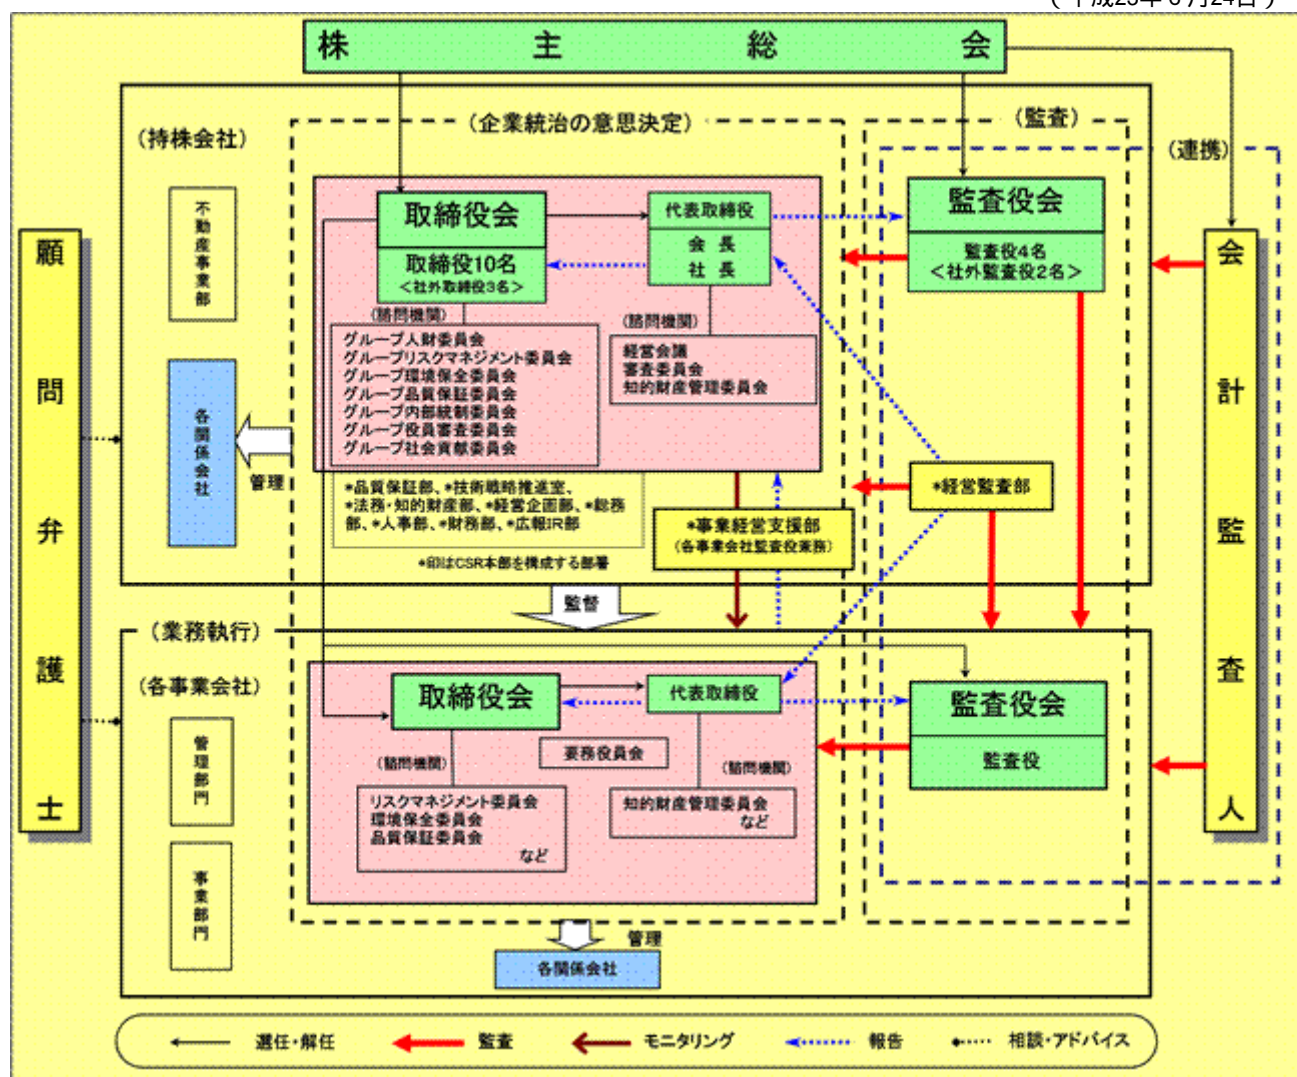 株主総会
(企業統治の意思決定)
(監査)
(持株会社)
(連携)
不動産事業部
取締役会
取締役10名
<社外取締役3名>
代表取締役
会 長
社 長
監査役会
監査役4名
<社外監査役2名>
顧問弁護士
会計監査人
(諮問機関)
グループ人財委員会
グループリスクマネジメント委員会
グループ環境保全委員会
グループ品質保証委員会
グループ内部統制委員会
グループ役員審査委員会
グループ社会貢献委員会
(諮問機関)
経営会議
審査委員会
知的財産管理委員会
各関係会社
管理
*品質保証部、*技術戦略推進室、
*法務・知的財産部、*経営企画部、*総務
部、*人事部、*財務部、*広報IR部
*印はCSR本部を構成する部署
*事業経営支援部
(各事業会社監査役兼務)
*経営監査部
監督
(業務執行)
(各事業会社)
管理部門
事業部門
取締役会
代表取締役
監査役会
監査役
(諮問機関)
業務役員会
(諮問機関)
リスクマネジメント委員会
環境保全委員会
品質保証委員会
など
知的財産管理委員会
など
管理
各関係会社
選任・解任
監査
モニタリング
報告
相談・アドバイス